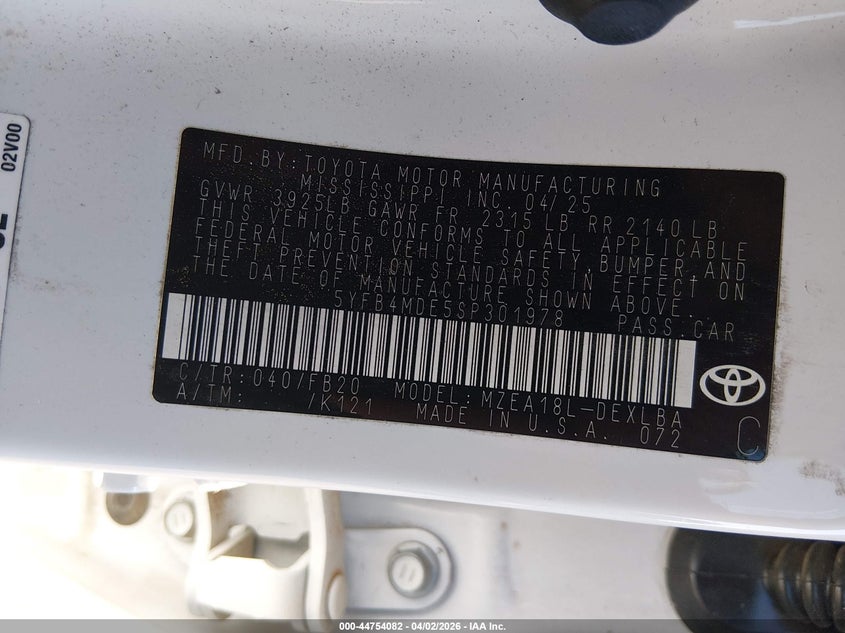 02V00
MFD.BY:TOYOTA MOTOR MANUFACTURING
MISSISSIPPI INC. 04/25
GVWR 3925LB GAWR FR 2315 LB RR 2140 LB
THIS VEHICLE CONFORMS TO ALL APPLICABLE
FEDERAL MOTOR VEHICLE SAFETY, BUMPER, AND
THEFT PREVENTION STANDARDS IN EFFECT ON
THE DATE OF MANUFACTURE SHOWN ABOVE.
5YFB4MDE5SP301978 PASS.CAR
C/TR: 040/FB20 MODEL: MZEA18L-DEXLBA
A/TM: /K121 MADE IN U.S.A. 072
C
000-44754082 | 04/02/2026 - IAA Inc.